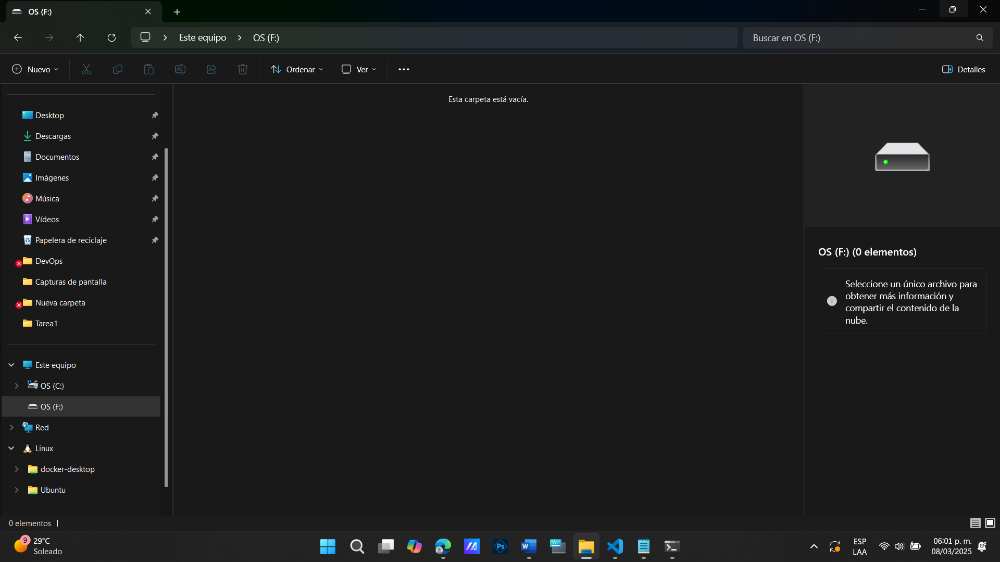 OS (F:)
Este equipo
OS (F:)
Buscar en OS (F:)
Nuevo
Ordenar
Ver
Detalles
Desktop
Descargas
Documentos
Imágenes
Música
Vídeos
Papelera de reciclaje
DevOps
Capturas de pantalla
Nueva carpeta
Tarea1
Este equipo
OS (C:)
OS (F:)
Red
Linux
docker-desktop
Ubuntu
Esta carpeta está vacía.
OS (F:) (0 elementos)
Seleccione un único archivo para
obtener más información y
compartir el contenido de la
nube.
0 elementos
9
29°C
Soleado
Ps
W
ESP
LAA
06:01 p. m.
08/03/2025